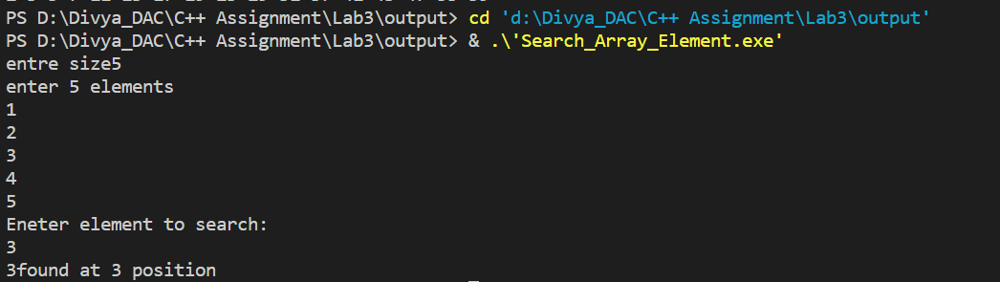 PS D:\Divya_DAC\C++ Assignment\Lab3\output> cd 'd:\Divya_DAC\C++ Assignment\Lab3\output'
PS D:\Divya_DAC\C++ Assignment\Lab3\output> & .\'Search_Array_Element.exe'
entre size5
enter 5 elements
1
2
3
4
5
Eneter element to search:
3
3found at 3 position